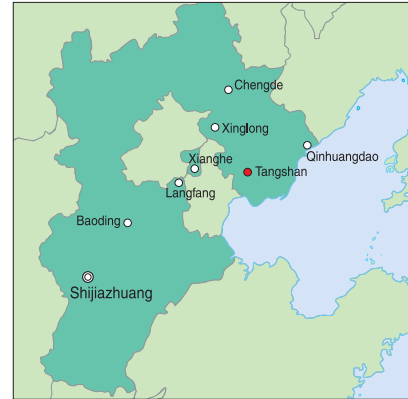 Chengde
Xinglong
Qinhuangdao
Xianghe
Tangshan
Langfang
Baoding
Shijiazhuang